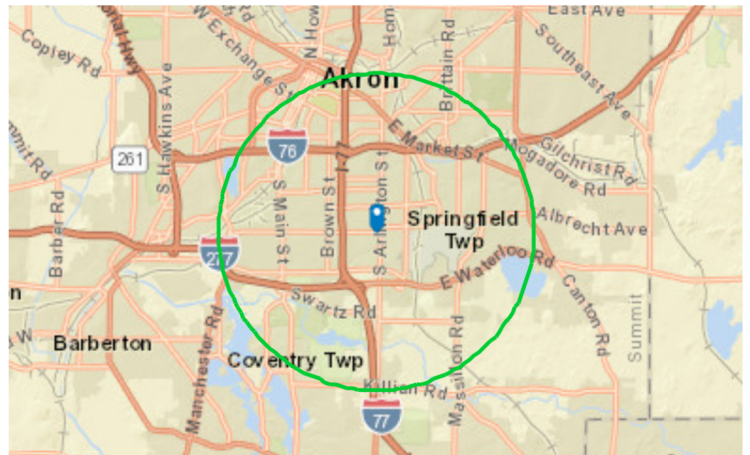 East Ave
Copley Rd
W Exchange St
Brittain Rd
Southeast Ave
Akron
S Hawkins Ave
E Market St
76
261
I-77
Mogadore Rd
Gilchrist Rd
Barber Rd
S Main St
Brown St
S Arlington St
Springfield
Twp
Albrecht Ave
277
E Waterloo Rd
Swartz Rd
Canton Rd
Summit
Barberton
Manchester Rd
Coventry Twp
Massillon Rd
Killian Rd
77